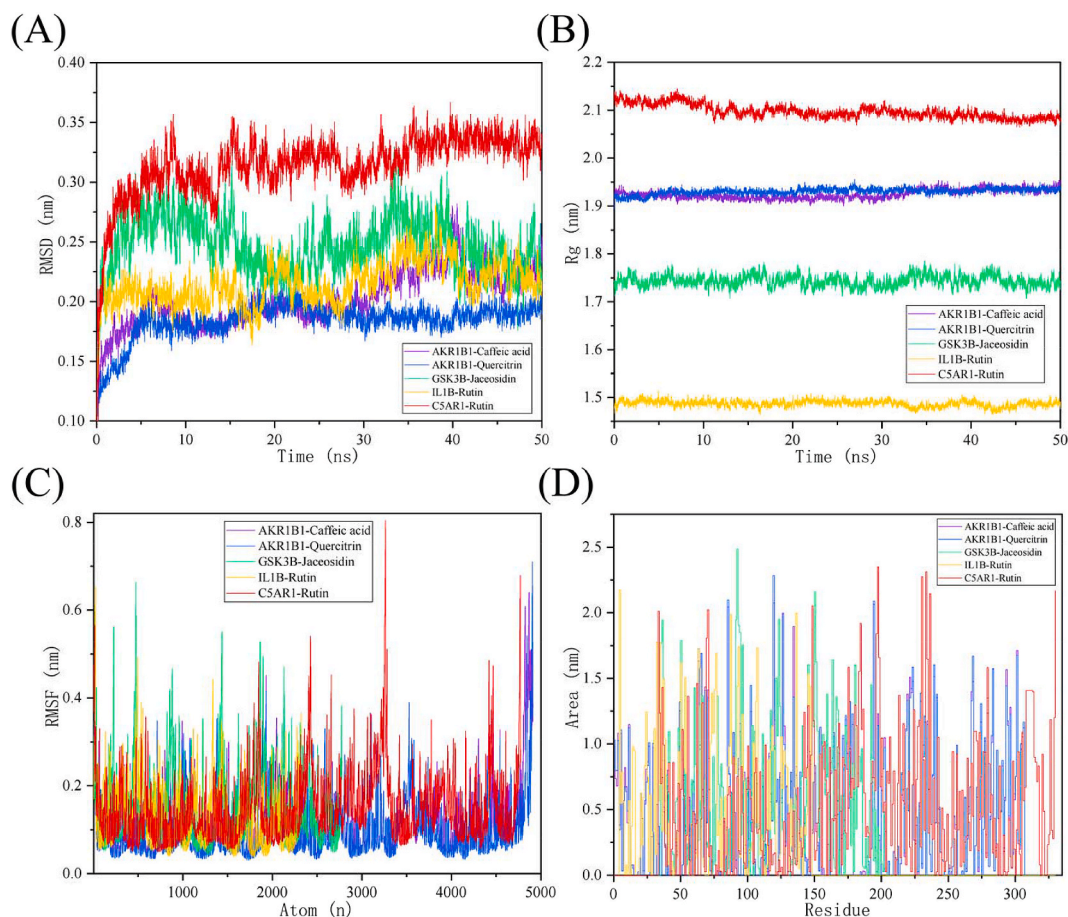 (A)
RMSD (nm)
0.40
0.35
0.30
0.25
0.20
0.15
0.10
0
10
20
30
40
50
Time (ns)
AKR1B1-Caffeic acid
AKR1B1-Quercitrin
GSK3B-Jaceosidin
IL1B-Rutin
C5AR1-Rutin
(B)
Rg (nm)
2.2
2.1
2.0
1.9
1.8
1.7
1.6
1.5
0
10
20
30
40
50
Time (ns)
AKR1B1-Caffeic acid
AKR1B1-Quercitrin
GSK3B-Jaceosidin
IL1B-Rutin
C5AR1-Rutin
(C)
RMSF (nm)
0.8
0.6
0.4
0.2
0.0
1000
2000
3000
4000
5000
Atom (n)
AKR1B1-Caffeic acid
AKR1B1-Quercitrin
GSK3B-Jaceosidin
IL1B-Rutin
C5AR1-Rutin
(D)
Area (nm)
2.5
2.0
1.5
1.0
0.5
0.0
0
50
100
150
200
250
300
Residue
AKR1B1-Caffeic acid
AKR1B1-Quercitrin
GSK3B-Jaceosidin
IL1B-Rutin
C5AR1-Rutin